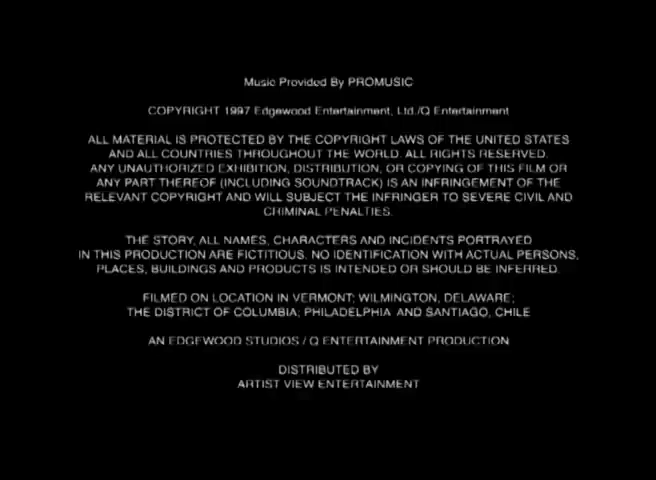 Music Provided By PROMUSIC
COPYRIGHT 1997 Edgewood Entertainment, Ltd./Q Entertainment
ALL MATERIAL IS PROTECTED BY THE COPYRIGHT LAWS OF THE UNITED STATES
AND ALL COUNTRIES THROUGHOUT THE WORLD. ALL RIGHTS RESERVED.
ANY UNAUTHORIZED EXHIBITION, DISTRIBUTION, OR COPYING OF THIS FILM OR
ANY PART THEREOF (INCLUDING SOUNDTRACK) IS AN INFRINGEMENT OF THE
RELEVANT COPYRIGHT AND WILL SUBJECT THE INFRINGER TO SEVERE CIVIL AND
CRIMINAL PENALTIES.
THE STORY, ALL NAMES, CHARACTERS AND INCIDENTS PORTRAYED
IN THIS PRODUCTION ARE FICTITIOUS. NO IDENTIFICATION WITH ACTUAL PERSONS,
PLACES, BUILDINGS AND PRODUCTS IS INTENDED OR SHOULD BE INFERRED.
FILMED ON LOCATION IN VERMONT; WILMINGTON, DELAWARE;
THE DISTRICT OF COLUMBIA; PHILADELPHIA AND SANTIAGO, CHILE
AN EDGEWOOD STUDIOS / Q ENTERTAINMENT PRODUCTION
DISTRIBUTED BY
ARTIST VIEW ENTERTAINMENT